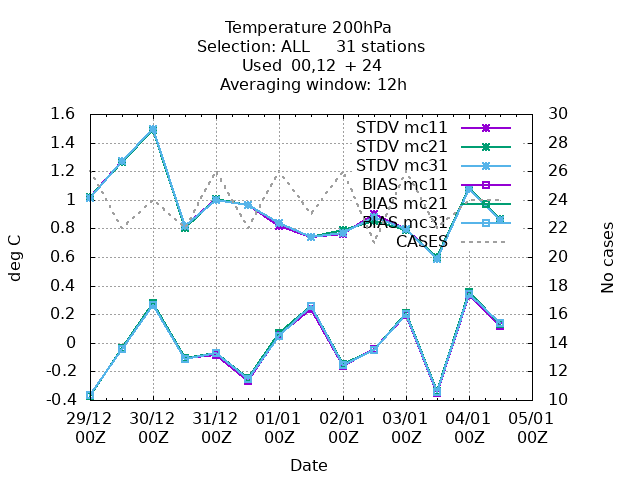 Temperature 200hPa
Selection: ALL 31 stations
Used 00,12 + 24
Averaging window: 12h
1.6
1.4
1.2
1
0.8
0.6
0.4
0.2
0
-0.2
-0.4
deg C
30
28
26
24
22
20
18
16
14
12
10
No cases
STDV mc11
STDV mc21
STDV mc31
BIAS mc11
BIAS mc21
BIAS mc31
CASES
29/12 30/12 31/12 01/01 02/01 03/01 04/01 05/01
00Z 00Z 00Z 00Z 00Z 00Z 00Z 00Z
Date